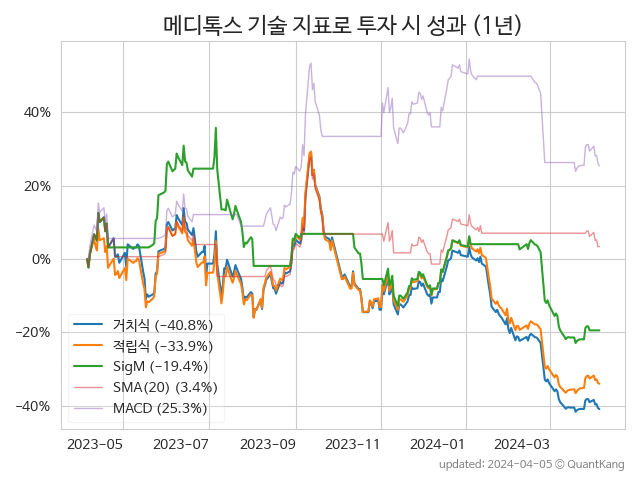 메디톡스 기술 지표로 투자 시 성과 (1년)
40%
20%
0%
−20%
−40%
거치식 (−40.8%)
적립식 (−33.9%)
SigM (−19.4%)
SMA(20) (3.4%)
MACD (25.3%)
2023-05 2023-07 2023-09 2023-11 2024-01 2024-03
updated: 2024-04-05 © QuantKang